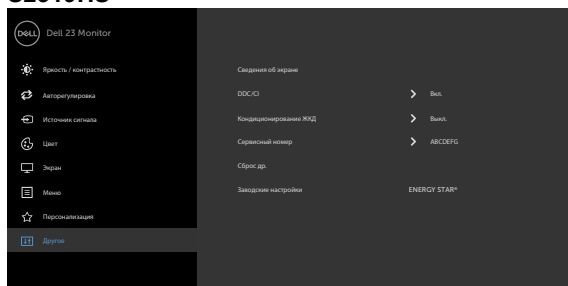 DELL
Dell 23 Monitor
Яркость / контрастность
Авторегулировка
Источник сигнала
Цвет
Экран
Меню
Персонализация
Другое
Сведения об экране
DDC/CI Вкл.
Кондиционирование ЖКД Выкл.
Сервисный номер ABCDEFG
Сброс др.
Заводские настройки ENERGY STAR®